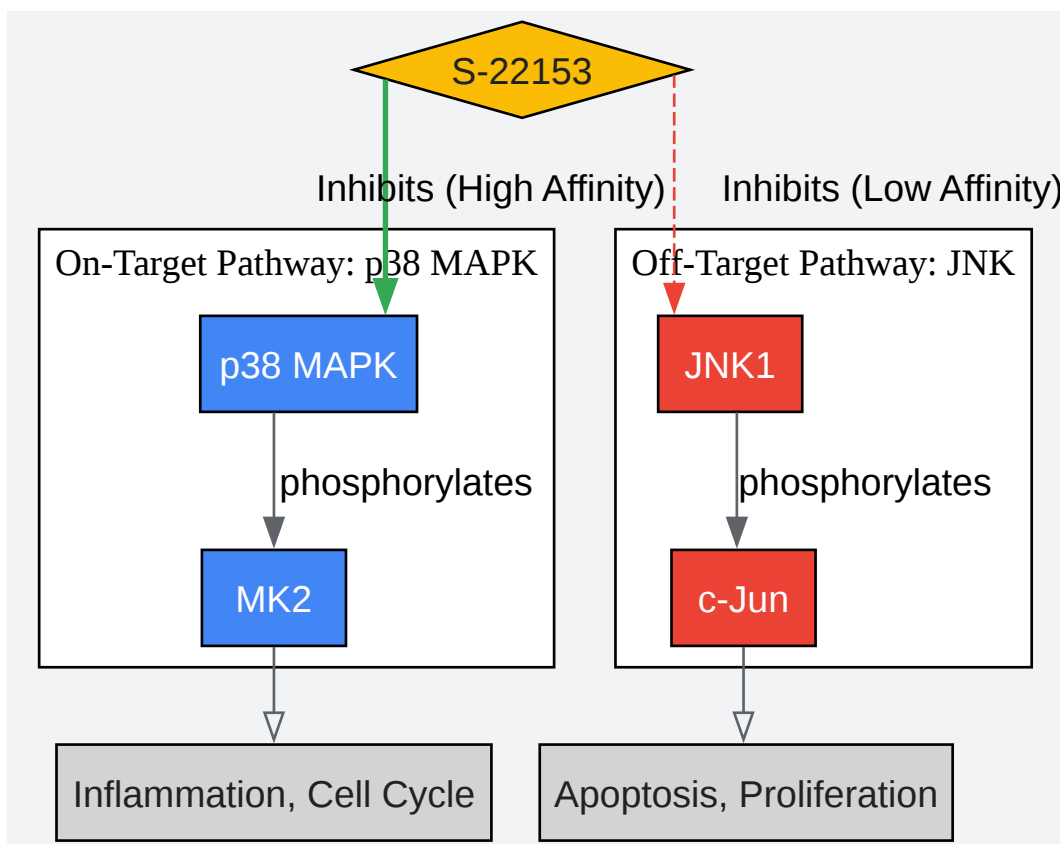 S-22153
Inhibits (High Affinity)
Inhibits (Low Affinity)
On-Target Pathway: p38 MAPK
Off-Target Pathway: JNK
p38 MAPK
JNK1
phosphorylates
phosphorylates
MK2
c-Jun
Inflammation, Cell Cycle
Apoptosis, Proliferation